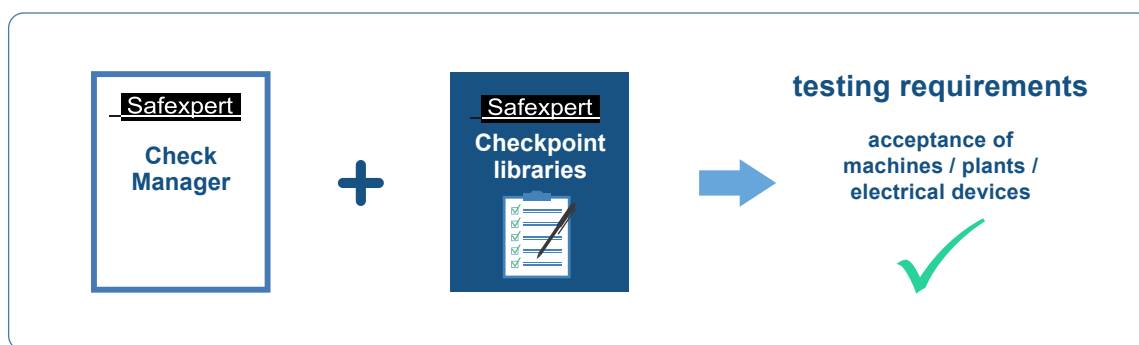 Safexpert
Check
Manager
Safexpert
Checkpoint
libraries
testing requirements
acceptance of
machines / plants /
electrical devices